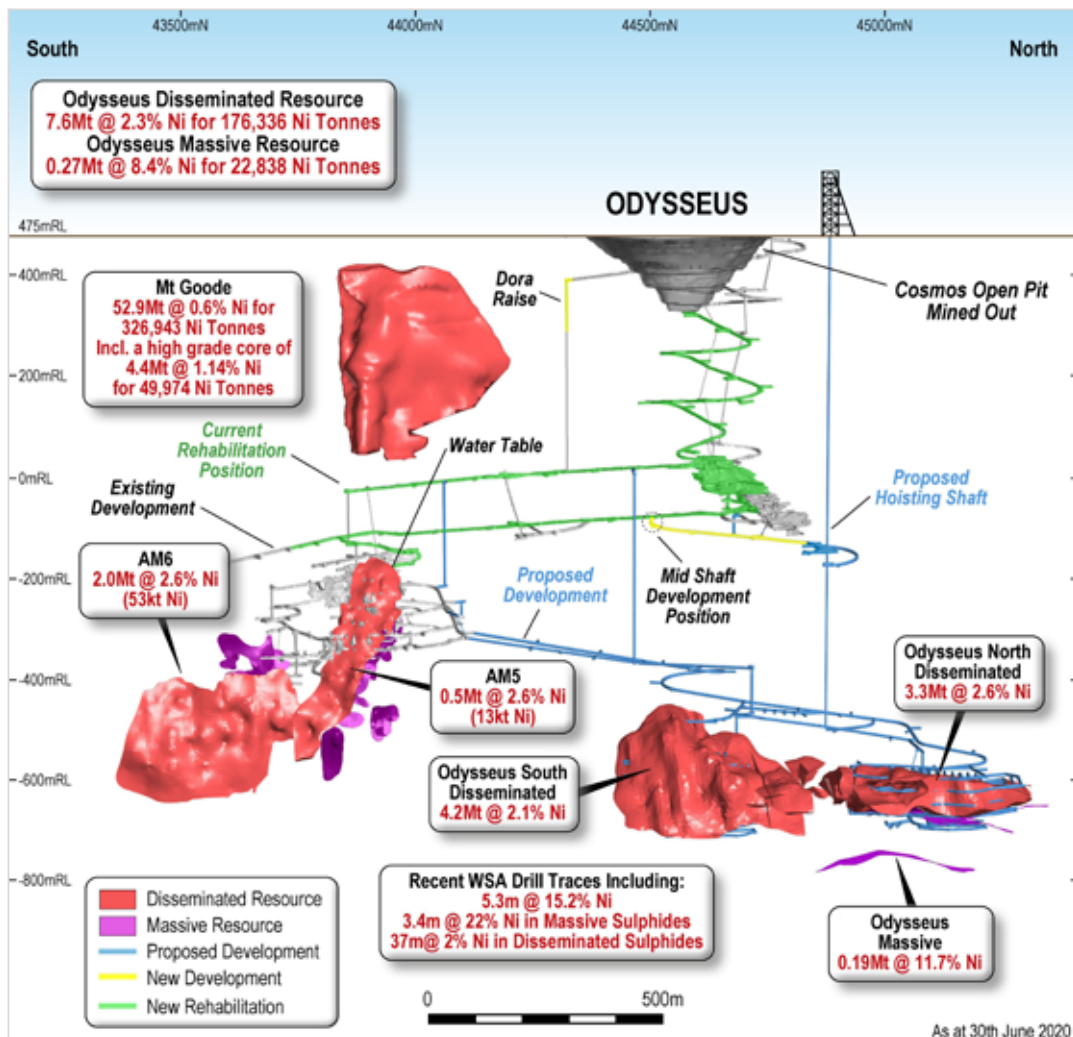 43500mN
44000mN
44500mN
45000mN
South
North
Odysseus Disseminated Resource
7.6Mt @ 2.3% Ni for 176,336 Ni Tonnes
Odysseus Massive Resource
0.27Mt @ 8.4% Ni for 22,838 Ni Tonnes
ODYSSEUS
475mRL
400mRL
Mt Goode
52.9Mt @ 0.6% Ni for
326,943 Ni Tonnes
Incl. a high grade core of
4.4Mt @ 1.14% Ni
for 49,974 Ni Tonnes
Dora
Raise
Cosmos Open Pit
Mined Out
200mRL
Current
Rehabilitation
Position
Water Table
0mRL
Existing
Development
Proposed
Hoisting Shaft
AM6
2.0Mt @ 2.6% Ni
(53kt Ni)
-200mRL
Proposed
Development
Mid Shaft
Development
Position
-400mRL
AM5
0.5Mt @ 2.6% Ni
(13kt Ni)
Odysseus North
Disseminated
3.3Mt @ 2.6% Ni
-600mRL
Odysseus South
Disseminated
4.2Mt @ 2.1% Ni
-800mRL
Recent WSA Drill Traces Including:
5.3m @ 15.2% Ni
3.4m @ 22% Ni in Massive Sulphides
37m@ 2% Ni in Disseminated Sulphides
Odysseus
Massive
0.19Mt @ 11.7% Ni
Disseminated Resource
Massive Resource
Proposed Development
New Development
New Rehabilitation
0
500m
As at 30th June 2020